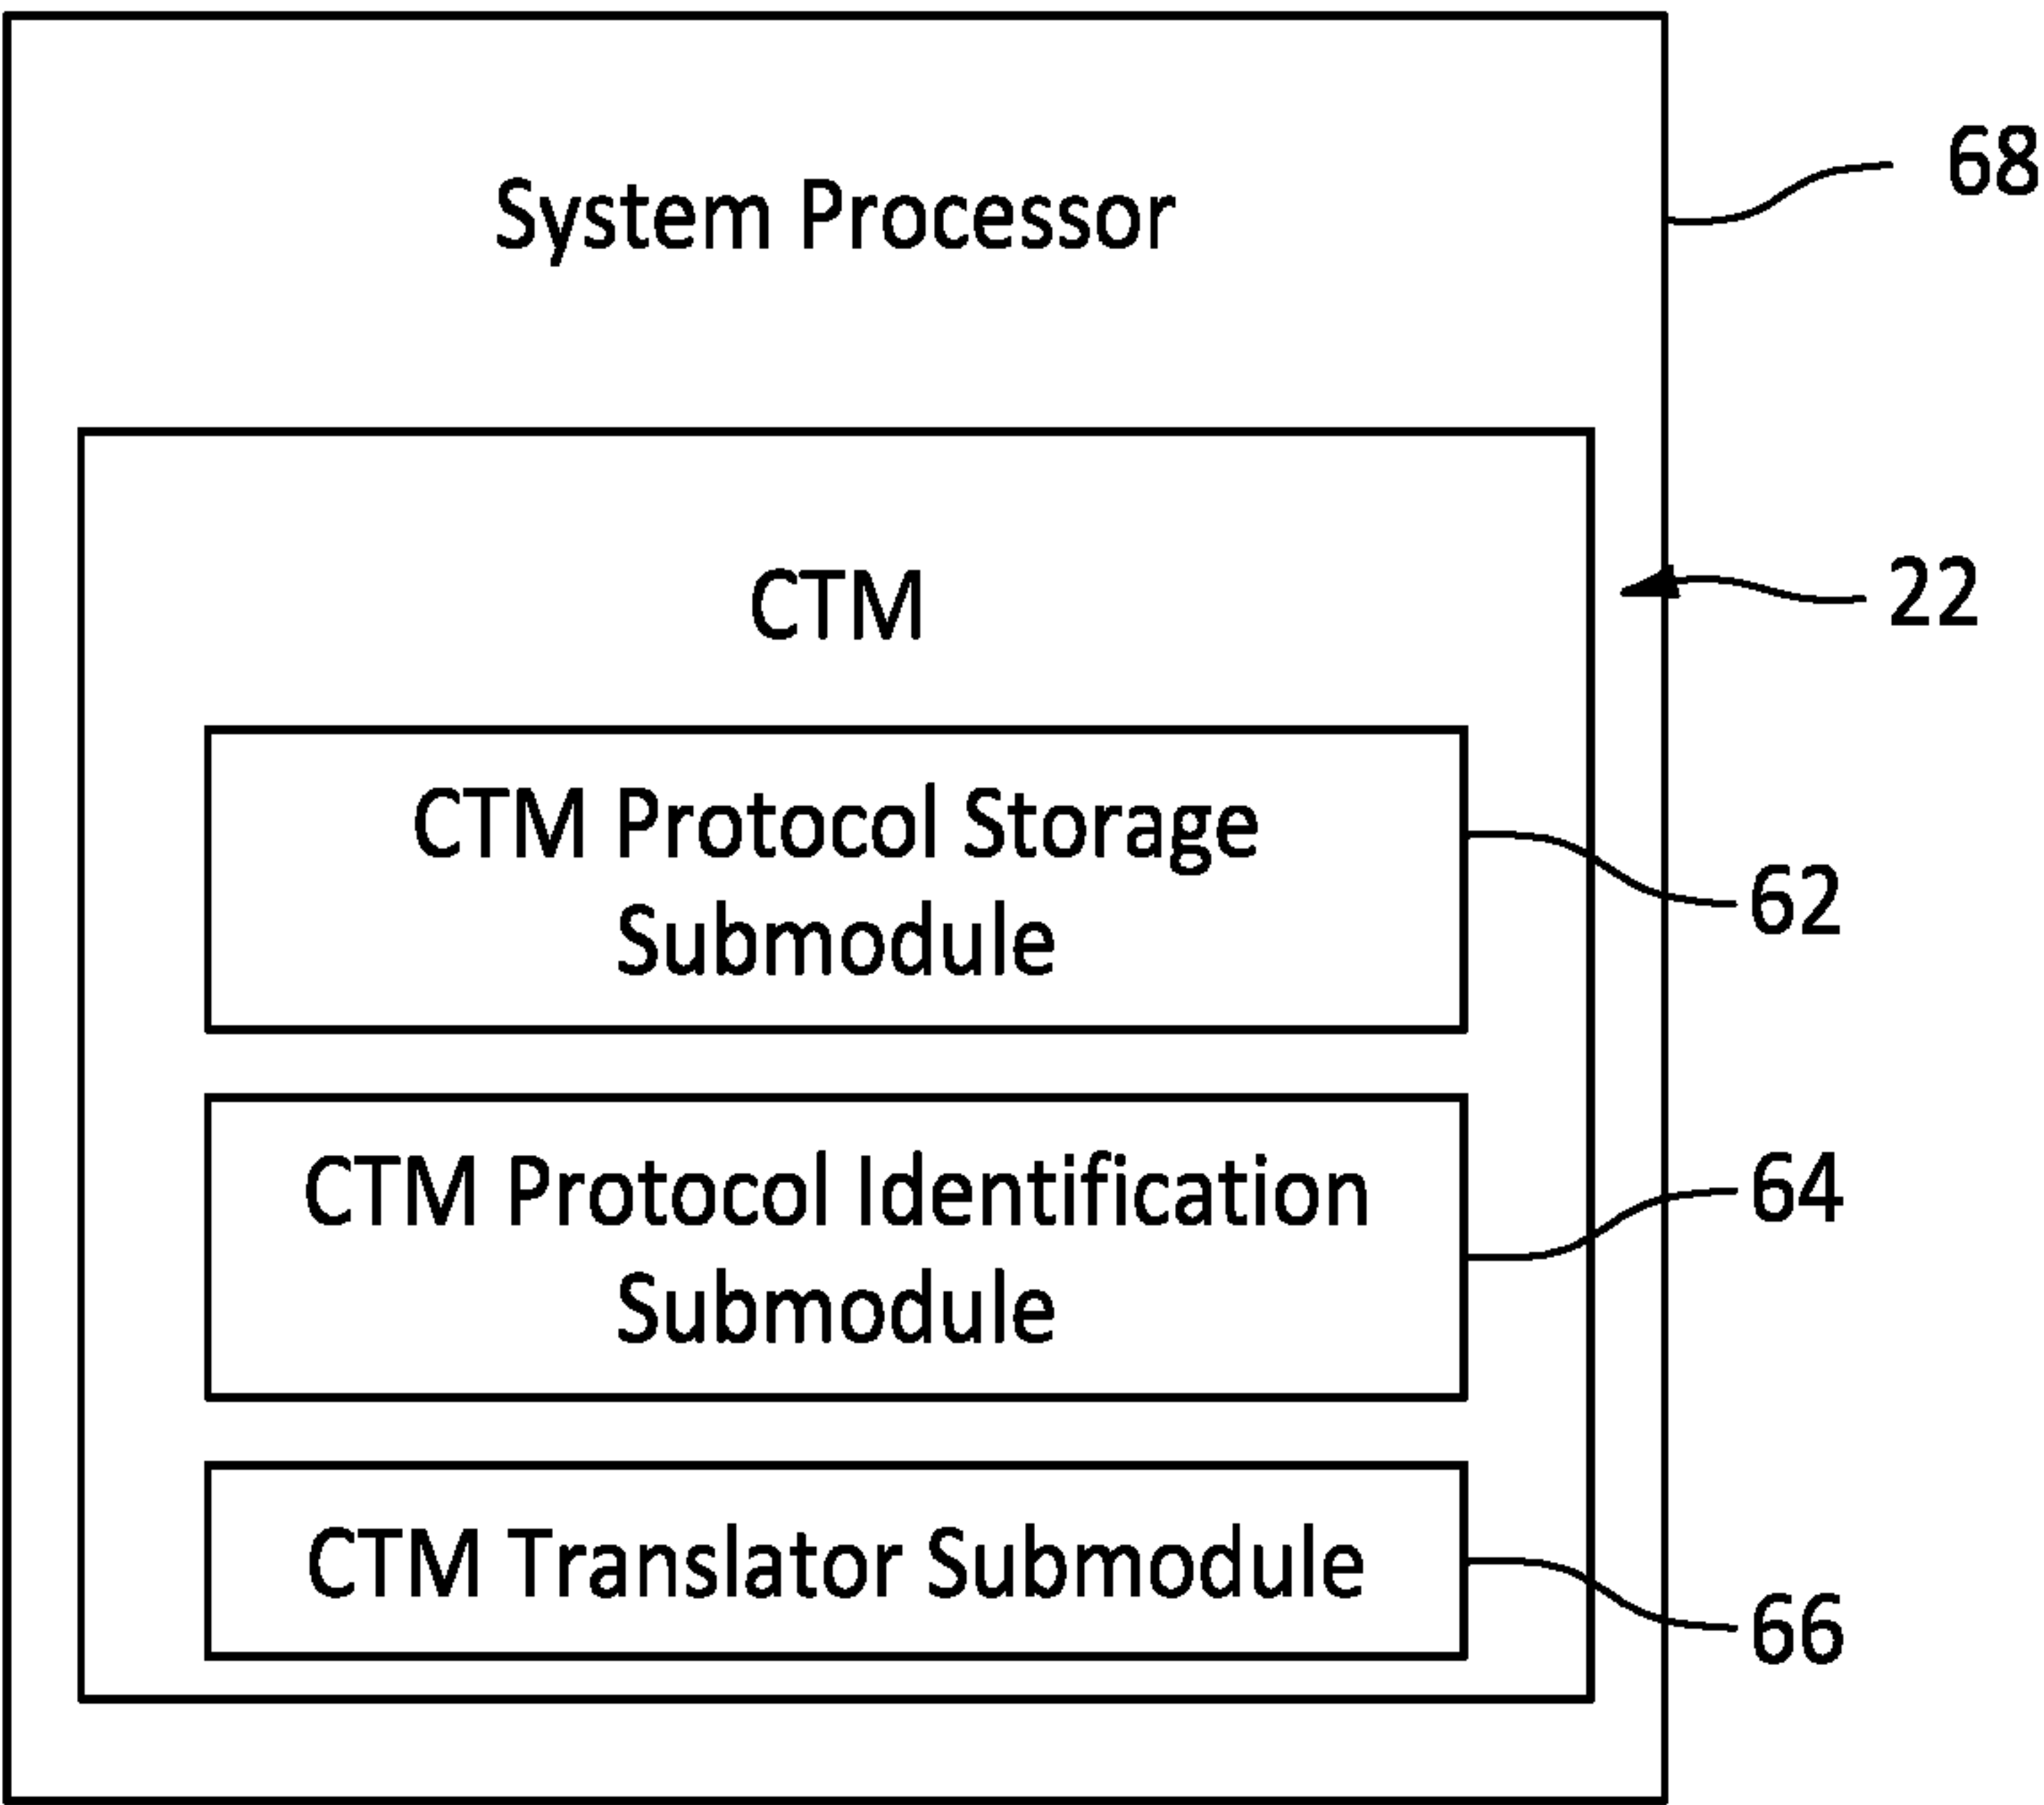 System Processor
68
CTM
22
CTM Protocol Storage
Submodule
62
CTM Protocol Identification
Submodule
64
CTM Translator Submodule
66